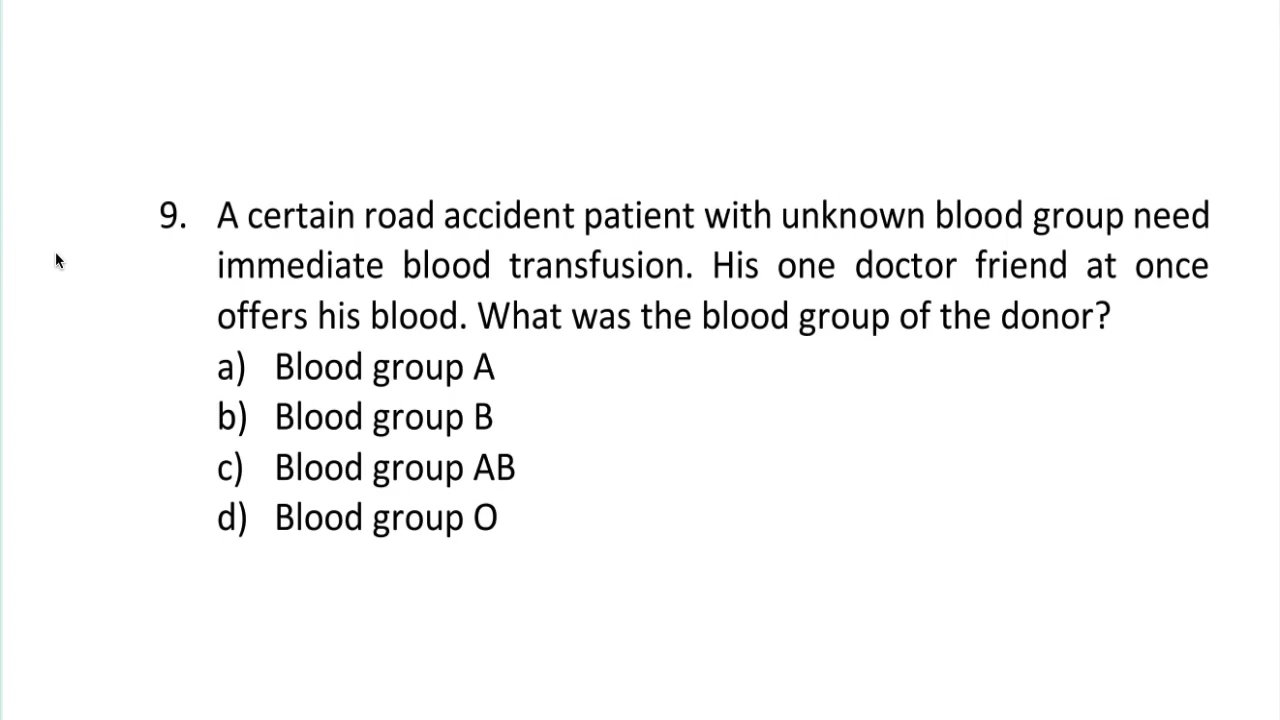 9. A certain road accident patient with unknown blood group need
immediate blood transfusion. His one doctor friend at once
offers his blood. What was the blood group of the donor?
a) Blood group A
b) Blood group B
c) Blood group AB
d) Blood group O